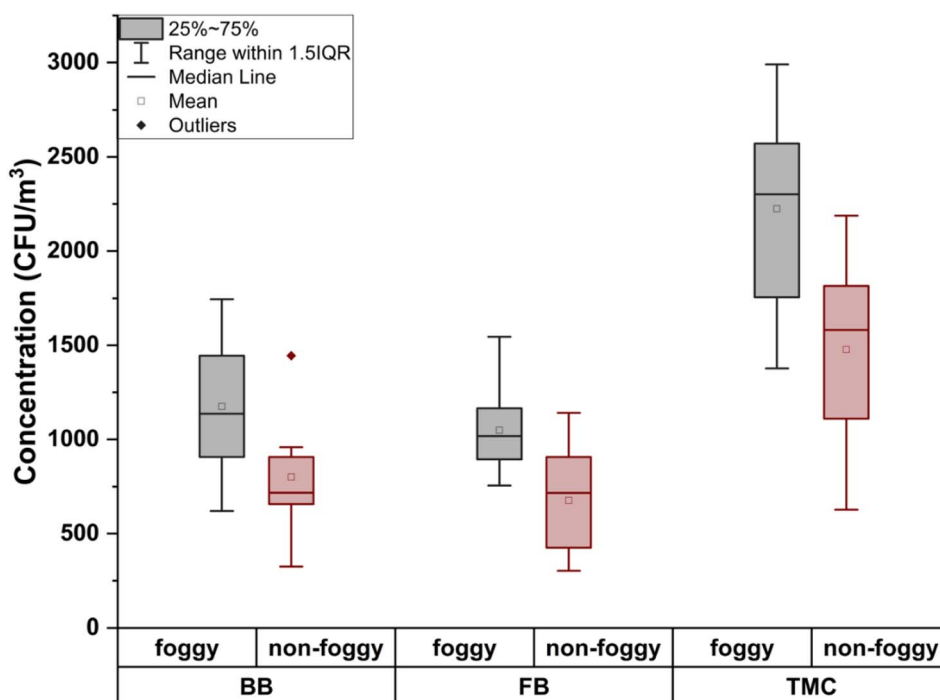 25%~75%
Range within 1.5IQR
Median Line
Mean
Outliers
Concentration (CFU/m³)
3000
2500
2000
1500
1000
500
0
foggy non-foggy foggy non-foggy foggy non-foggy
BB FB TMC